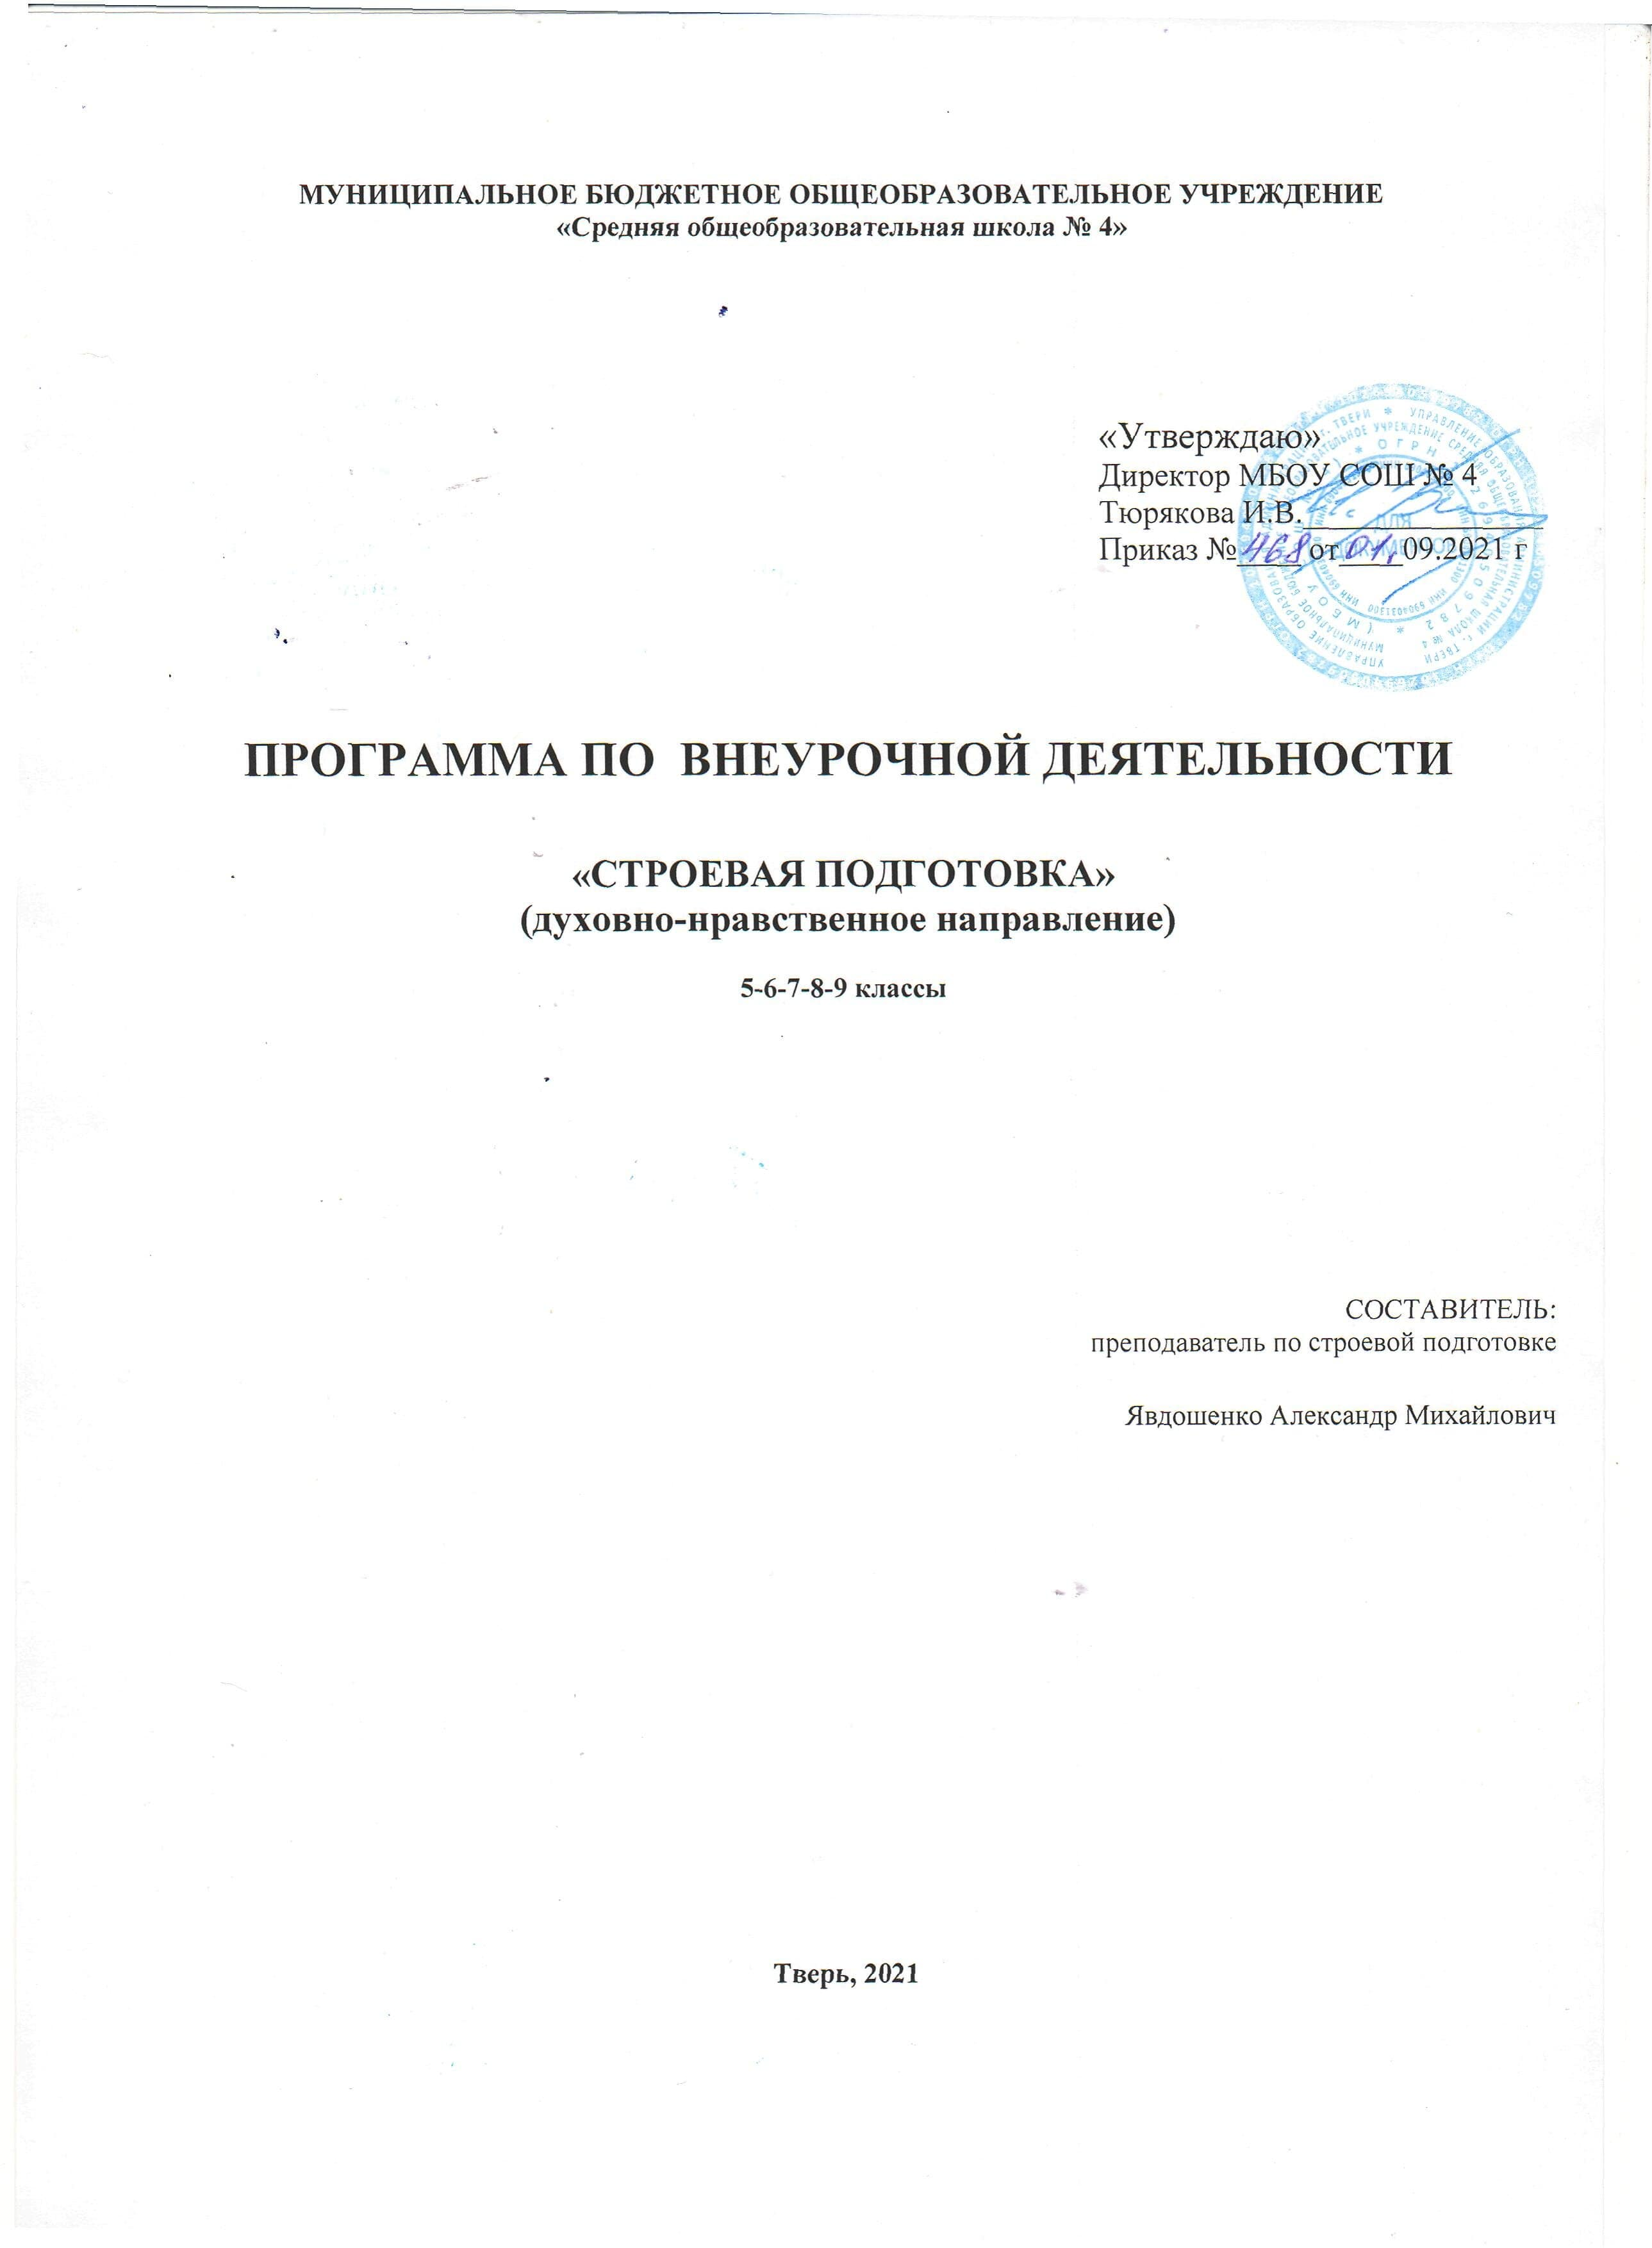 МУНИЦИПАЛЬНОЕ БЮДЖЕТНОЕ ОБЩЕОБРАЗОВАТЕЛЬНОЕ УЧРЕЖДЕНИЕ
«Средняя общеобразовательная школа № 4»
«Утверждаю»
Директор МБОУ СОШ № 4
Тюрякова И.В.
Приказ № 468 от 01.09.2021 г
ДЛЯ
ДОКУМЕНТОВ
ПРОГРАММА ПО ВНЕУРОЧНОЙ ДЕЯТЕЛЬНОСТИ
«СТРОЕВАЯ ПОДГОТОВКА»
(духовно-нравственное направление)
5-6-7-8-9 классы
СОСТАВИТЕЛЬ:
преподаватель по строевой подготовке
Явдошенко Александр Михайлович
Тверь, 2021